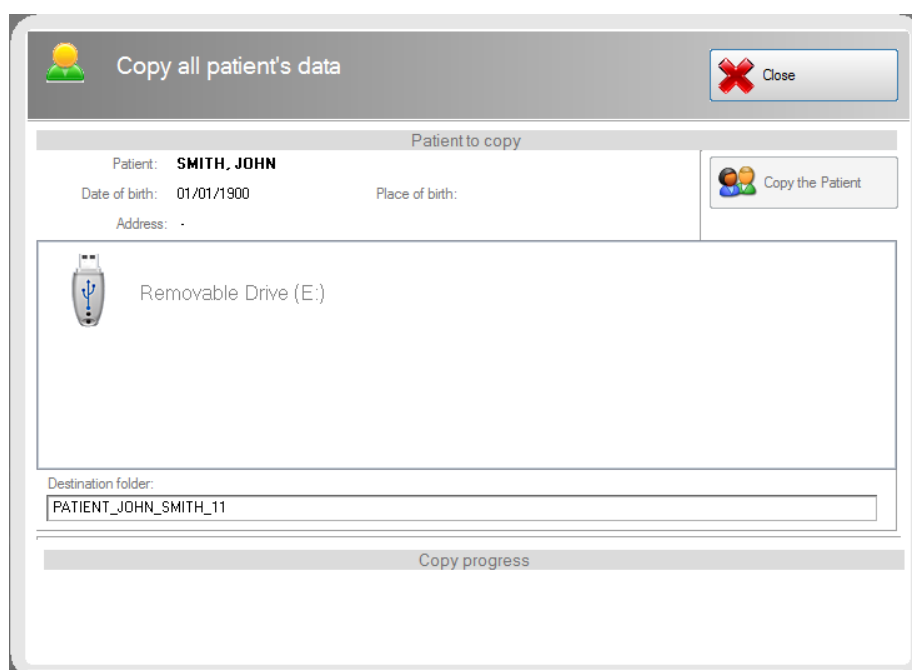 Copy all patient's data
Close
Patient to copy
Patient: SMITH, JOHN
Date of birth: 01/01/1900 Place of birth:
Address: -
Copy the Patient
Removable Drive (E:)
Destination folder:
PATIENT_JOHN_SMITH_11
Copy progress